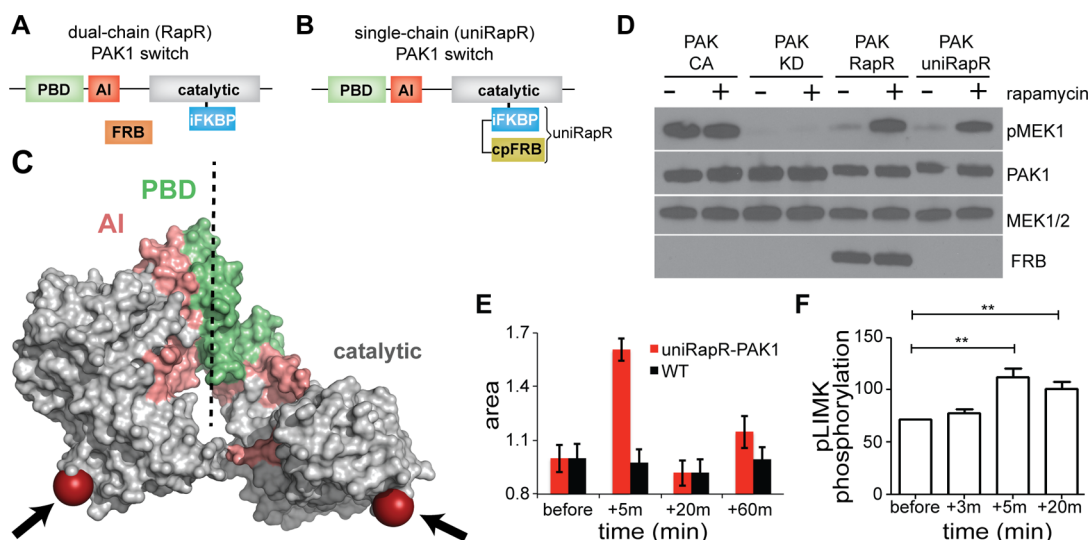 A
dual-chain (RapR)
PAK1 switch
PBD
AI
catalytic
iFKBP
FRB
B
single-chain (uniRapR)
PAK1 switch
PBD
AI
catalytic
iFKBP
cpFRB
uniRapR
C
PBD
AI
catalytic
D
PAK CA
PAK KD
PAK RapR
PAK uniRapR
– + – + – + – + rapamycin
pMEK1
PAK1
MEK1/2
FRB
E
area
1.7
1.4
1.1
0.8
uniRapR-PAK1
WT
before +5m +20m +60m
time (min)
F
pLIMK
phosphorylation
150
100
50
0
**
**
before +3m +5m +20m
time (min)